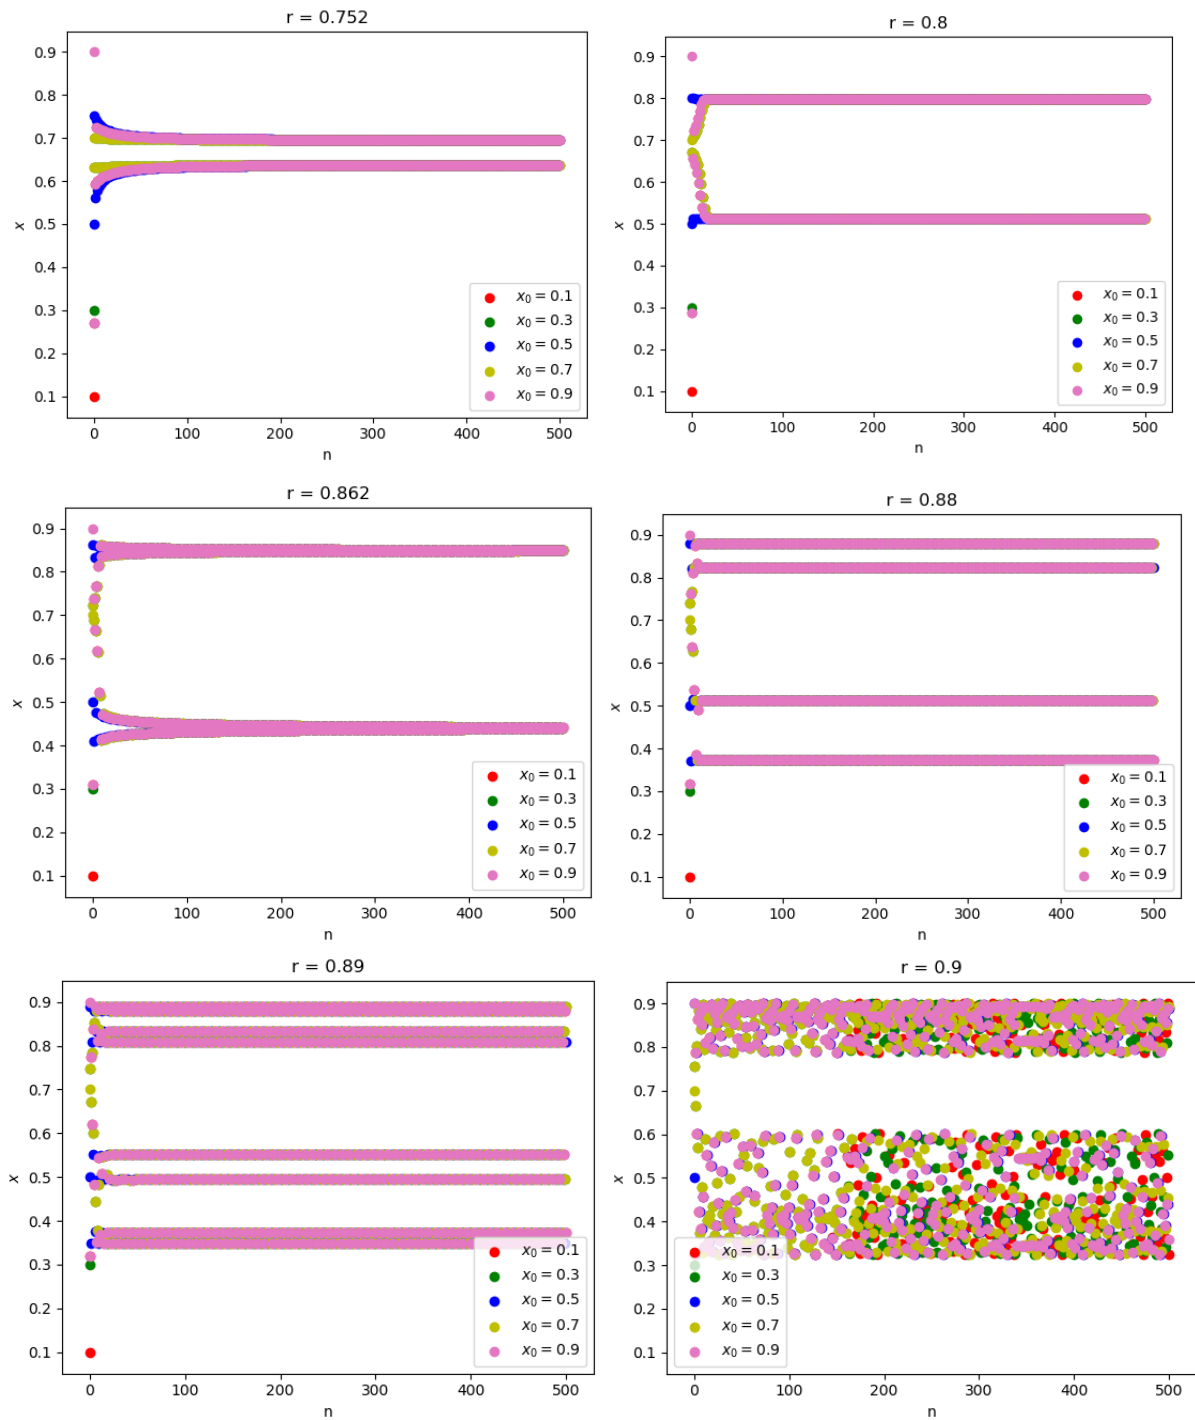 r = 0.752
0.9
0.8
0.7
0.6
0.5
0.4
0.3
0.2
0.1
x
0 100 200 300 400 500
n
x₀ = 0.1
x₀ = 0.3
x₀ = 0.5
x₀ = 0.7
x₀ = 0.9
r = 0.8
0.9
0.8
0.7
0.6
0.5
0.4
0.3
0.2
0.1
x
0 100 200 300 400 500
n
x₀ = 0.1
x₀ = 0.3
x₀ = 0.5
x₀ = 0.7
x₀ = 0.9
r = 0.862
0.9
0.8
0.7
0.6
0.5
0.4
0.3
0.2
0.1
x
0 100 200 300 400 500
n
x₀ = 0.1
x₀ = 0.3
x₀ = 0.5
x₀ = 0.7
x₀ = 0.9
r = 0.88
0.9
0.8
0.7
0.6
0.5
0.4
0.3
0.2
0.1
x
0 100 200 300 400 500
n
x₀ = 0.1
x₀ = 0.3
x₀ = 0.5
x₀ = 0.7
x₀ = 0.9
r = 0.89
0.9
0.8
0.7
0.6
0.5
0.4
0.3
0.2
0.1
x
0 100 200 300 400 500
n
x₀ = 0.1
x₀ = 0.3
x₀ = 0.5
x₀ = 0.7
x₀ = 0.9
r = 0.9
0.9
0.8
0.7
0.6
0.5
0.4
0.3
0.2
0.1
x
0 100 200 300 400 500
n
x₀ = 0.1
x₀ = 0.3
x₀ = 0.5
x₀ = 0.7
x₀ = 0.9